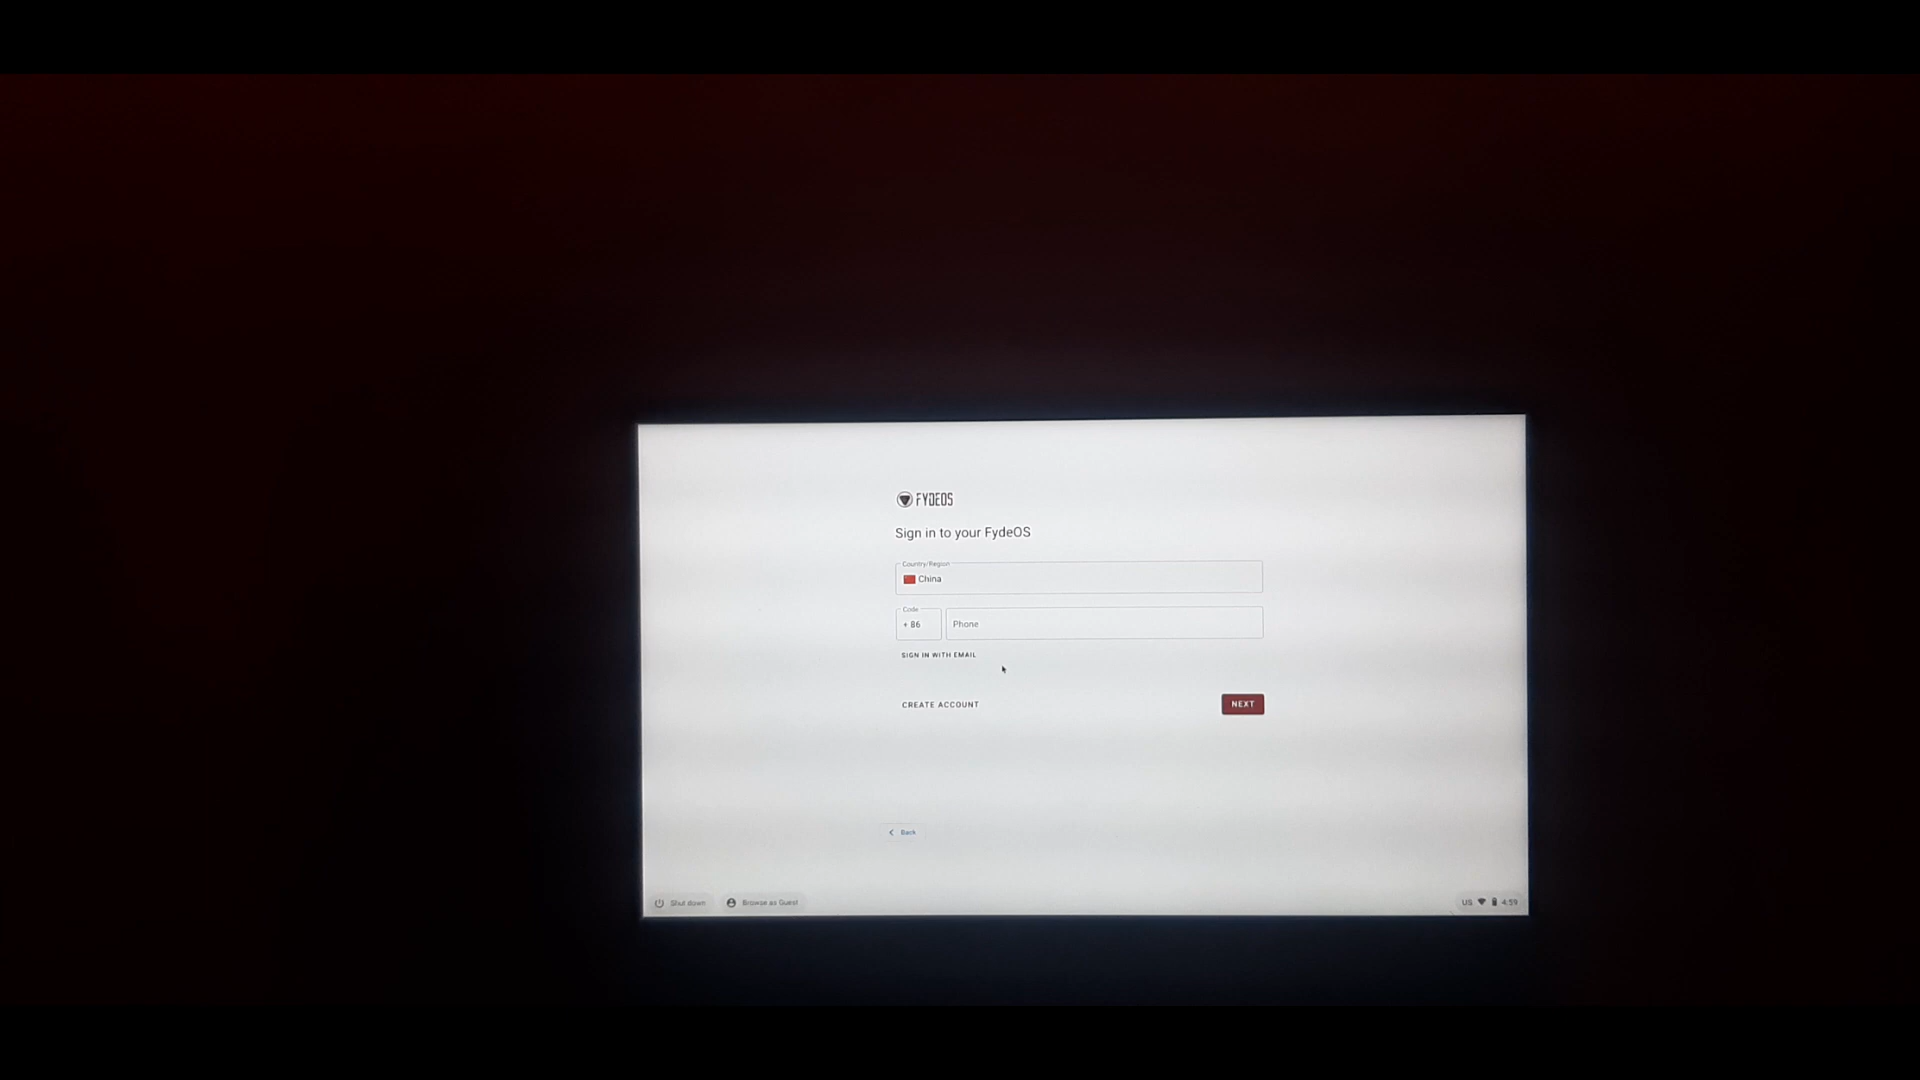 FYDEOS
Sign in to your FydeOS
Country/Region
China
Code
+ 86
Phone
SIGN IN WITH EMAIL
CREATE ACCOUNT
NEXT
Back
Shut down
Browse as Guest
US
4:59